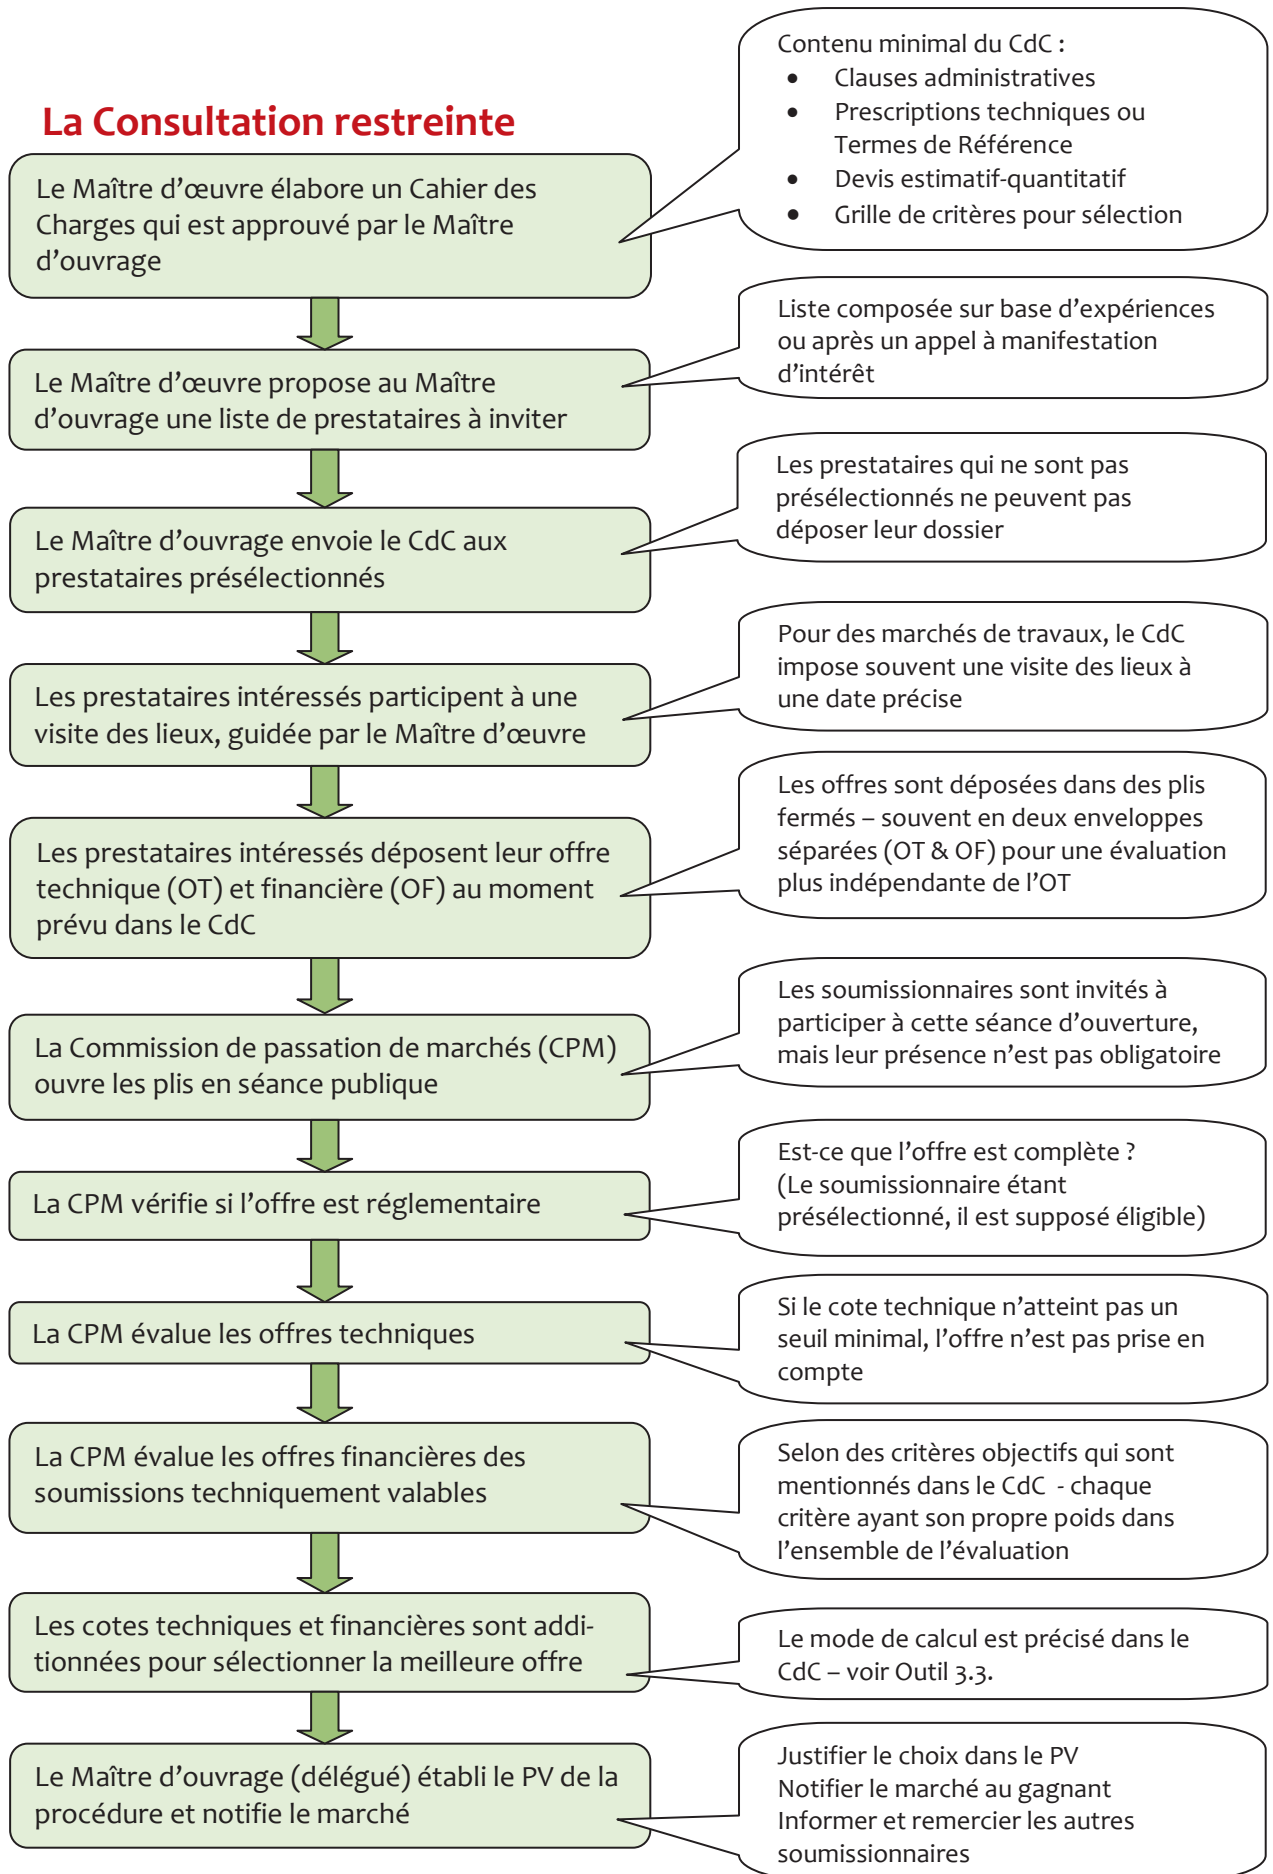 La Consultation restreinte
Contenu minimal du CdC :
• Clauses administratives
• Prescriptions techniques ou
Termes de Référence
• Devis estimatif-quantitatif
• Grille de critères pour sélection
Le Maître d’œuvre élabore un Cahier des
Charges qui est approuvé par le Maître
d’ouvrage
Liste composée sur base d’expériences
ou après un appel à manifestation
d’intérêt
Le Maître d’œuvre propose au Maître
d’ouvrage une liste de prestataires à inviter
Les prestataires qui ne sont pas
présélectionnés ne peuvent pas
déposer leur dossier
Le Maître d’ouvrage envoie le CdC aux
prestataires présélectionnés
Pour des marchés de travaux, le CdC
impose souvent une visite des lieux à
une date précise
Les prestataires intéressés participent à une
visite des lieux, guidée par le Maître d’œuvre
Les offres sont déposées dans des plis
fermés – souvent en deux enveloppes
séparées (OT & OF) pour une évaluation
plus indépendante de l’OT
Les prestataires intéressés déposent leur offre
technique (OT) et financière (OF) au moment
prévu dans le CdC
Les soumissionnaires sont invités à
participer à cette séance d’ouverture,
mais leur présence n’est pas obligatoire
La Commission de passation de marchés (CPM)
ouvre les plis en séance publique
Est-ce que l’offre est complète ?
(Le soumissionnaire étant
présélectionné, il est supposé éligible)
La CPM vérifie si l’offre est réglementaire
Si le cote technique n’atteint pas un
seuil minimal, l’offre n’est pas prise en
compte
La CPM évalue les offres techniques
Selon des critères objectifs qui sont
mentionnés dans le CdC - chaque
critère ayant son propre poids dans
l’ensemble de l’évaluation
La CPM évalue les offres financières des
soumissions techniquement valables
Les cotes techniques et financières sont addi-
tionnées pour sélectionner la meilleure offre
Le mode de calcul est précisé dans le
CdC – voir Outil 3.3.
Le Maître d’ouvrage (délégué) établi le PV de la
procédure et notifie le marché
Justifier le choix dans le PV
Notifier le marché au gagnant
Informer et remercier les autres
soumissionnaires